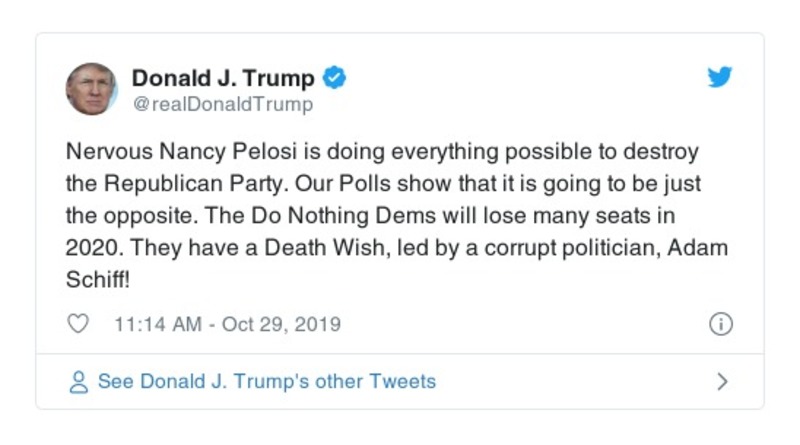 Donald J. Trump
@realDonaldTrump
Nervous Nancy Pelosi is doing everything possible to destroy
the Republican Party. Our Polls show that it is going to be just
the opposite. The Do Nothing Dems will lose many seats in
2020. They have a Death Wish, led by a corrupt politician, Adam
Schiff!
11:14 AM - Oct 29, 2019
See Donald J. Trump's other Tweets